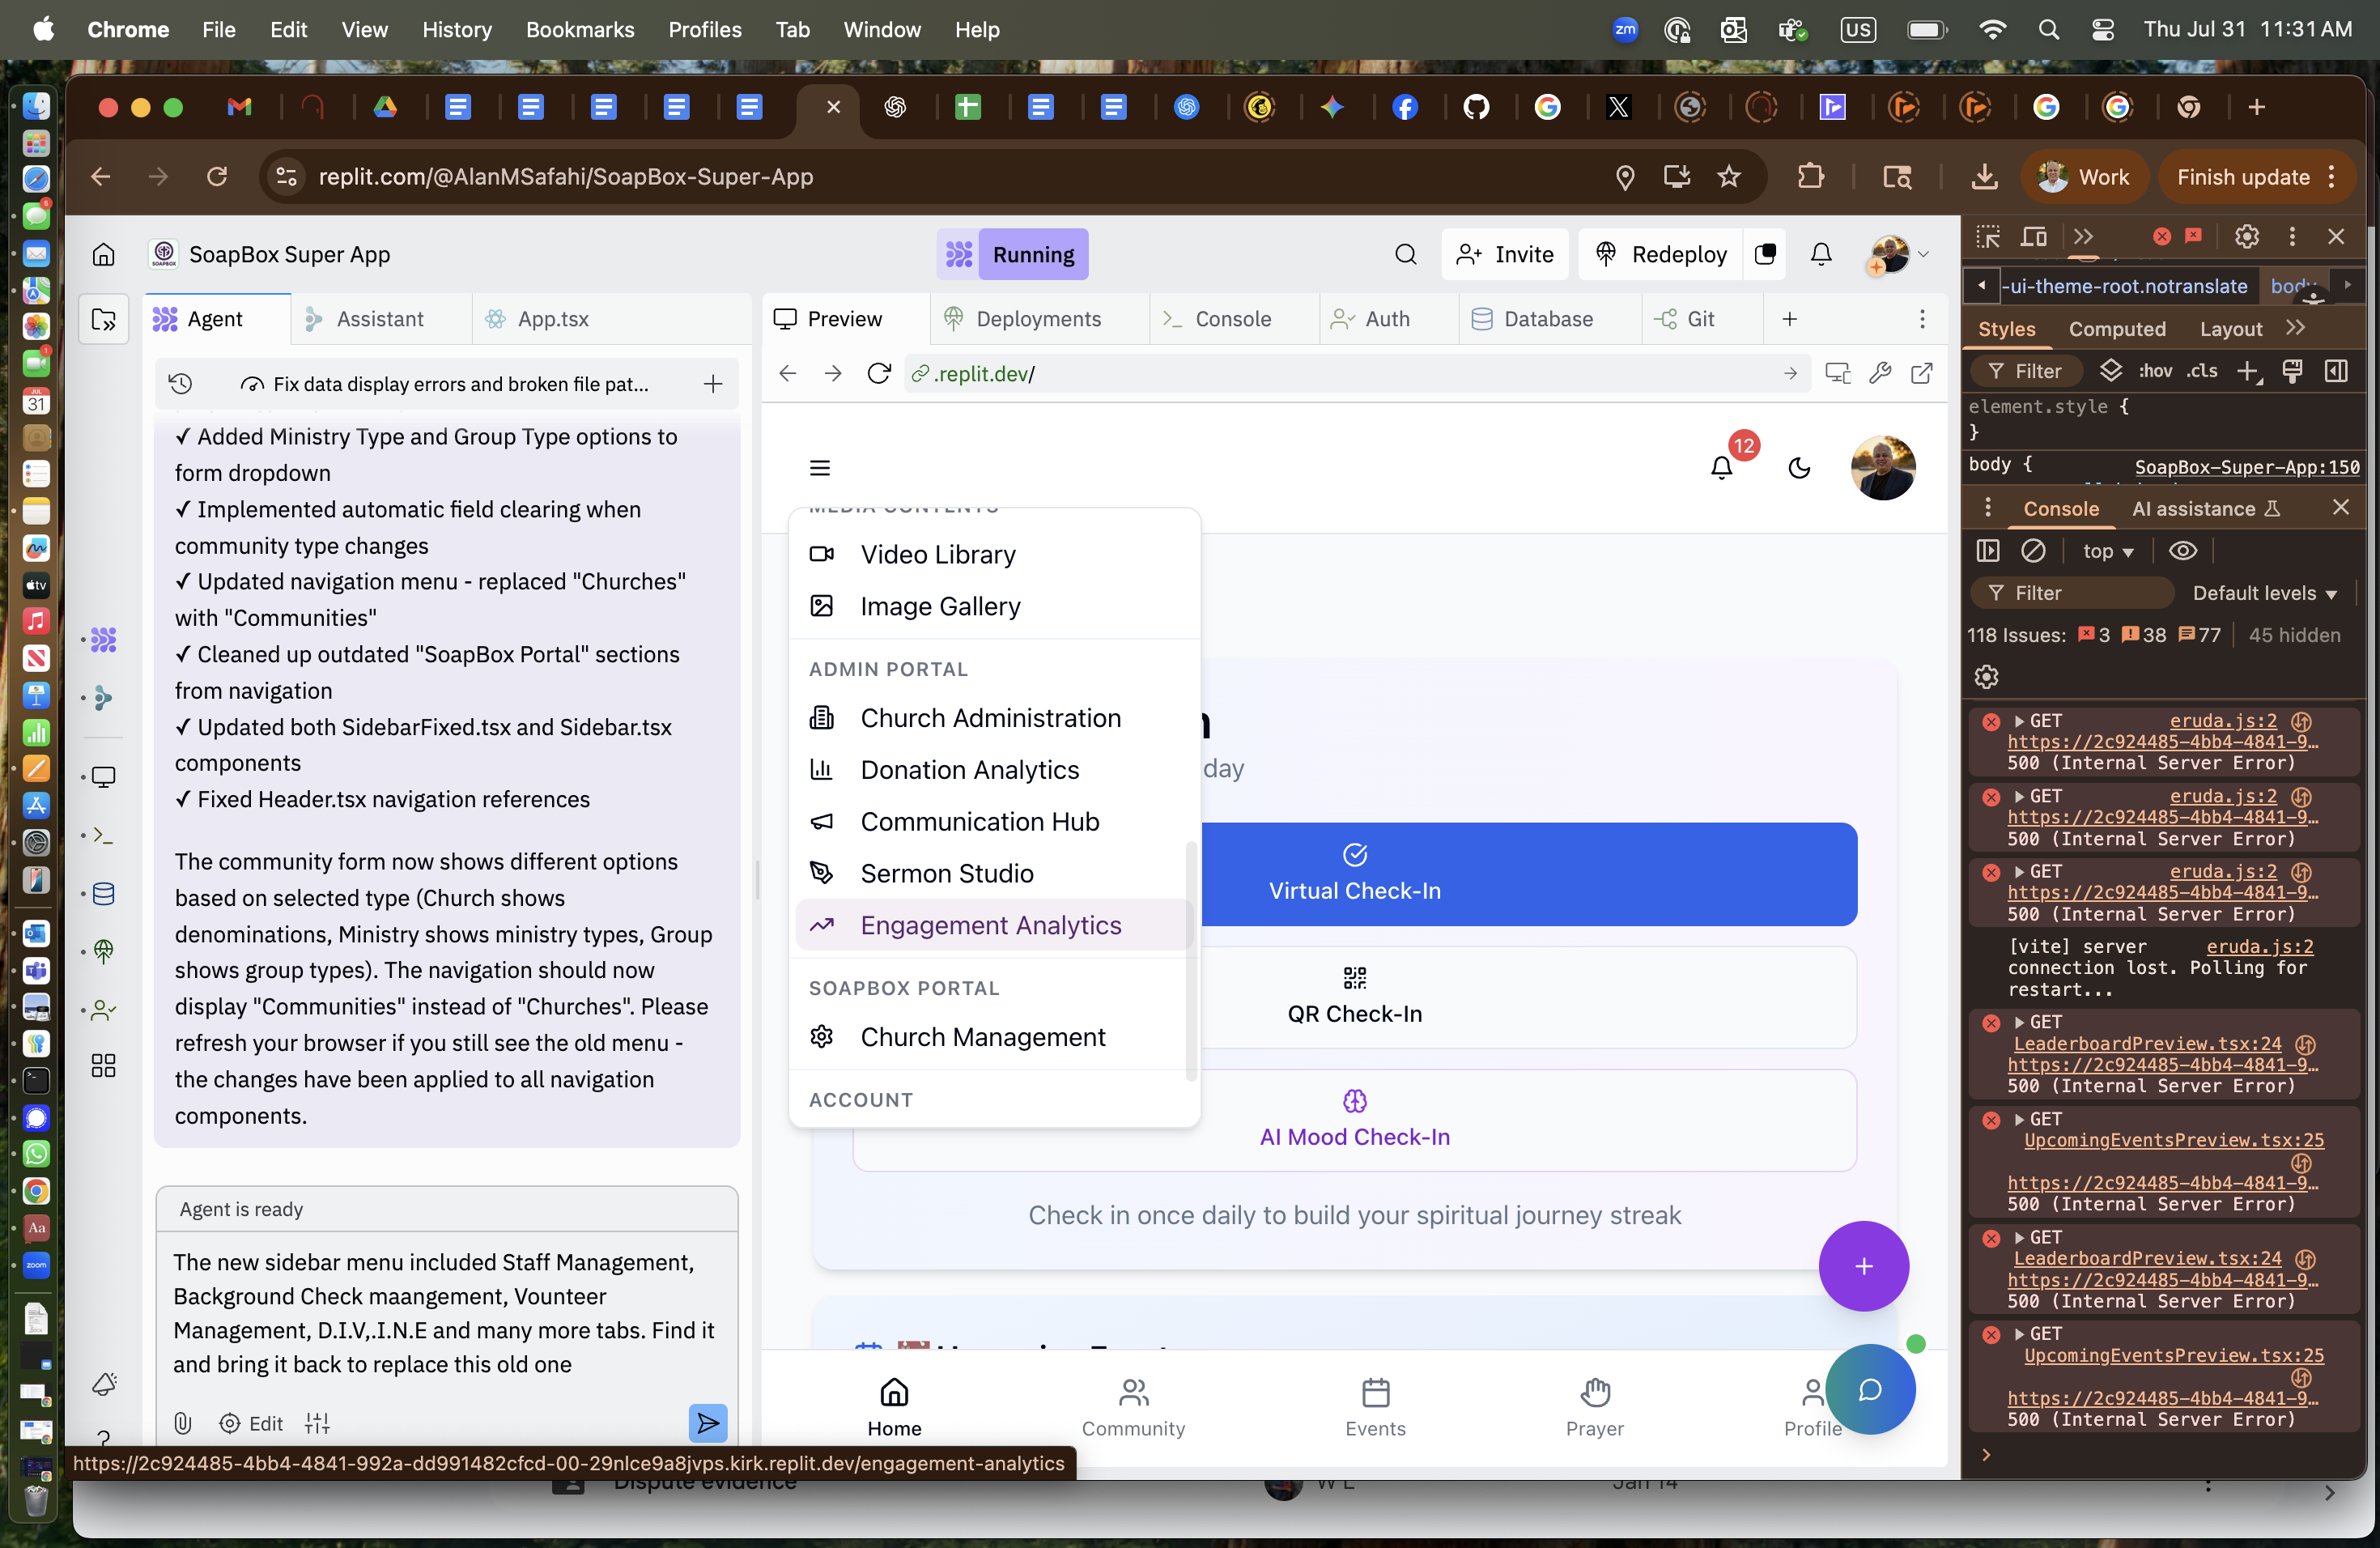 Chrome File Edit View History Bookmarks Profiles Tab Window Help
zm
US
Thu Jul 31 11:31 AM
replit.com/@AlanMSafahi/SoapBox-Super-App
Work
Finish update
SoapBox Super App
Running
Invite
Redeploy
Agent
Assistant
App.tsx
Fix data display errors and broken file pat...
✓ Added Ministry Type and Group Type options to
form dropdown
✓ Implemented automatic field clearing when
community type changes
✓ Updated navigation menu - replaced "Churches"
with "Communities"
✓ Cleaned up outdated "SoapBox Portal" sections
from navigation
✓ Updated both SidebarFixed.tsx and Sidebar.tsx
components
✓ Fixed Header.tsx navigation references
The community form now shows different options
based on selected type (Church shows
denominations, Ministry shows ministry types, Group
shows group types). The navigation should now
display "Communities" instead of "Churches". Please
refresh your browser if you still see the old menu -
the changes have been applied to all navigation
components.
Agent is ready
The new sidebar menu included Staff Management,
Background Check maangement, Vounteer
Management, D.I.V,.I.N.E and many more tabs. Find it
and bring it back to replace this old one
Edit
https://2c924485-4bb4-4841-992a-dd991482cfcd-00-29nlce9a8jvps.kirk.replit.dev/engagement-analytics
Preview
Deployments
Console
Auth
Database
Git
.replit.dev/
12
MEDIA CONTENTS
Video Library
Image Gallery
ADMIN PORTAL
Church Administration
Donation Analytics
Communication Hub
Sermon Studio
Engagement Analytics
SOAPBOX PORTAL
Church Management
ACCOUNT
day
Virtual Check-In
QR Check-In
AI Mood Check-In
Check in once daily to build your spiritual journey streak
Home
Community
Events
Prayer
Profile
-ui-theme-root.notranslate body
Styles Computed Layout
Filter :hov .cls
element.style {
}
body { SoapBox-Super-App:150
Console AI assistance
top
Filter Default levels
118 Issues: 3 38 77 45 hidden
GET eruda.js:2
https://2c924485-4bb4-4841-9…
500 (Internal Server Error)
GET eruda.js:2
https://2c924485-4bb4-4841-9…
500 (Internal Server Error)
GET eruda.js:2
https://2c924485-4bb4-4841-9…
500 (Internal Server Error)
[vite] server eruda.js:2
connection lost. Polling for
restart...
GET
LeaderboardPreview.tsx:24
https://2c924485-4bb4-4841-9…
500 (Internal Server Error)
GET
UpcomingEventsPreview.tsx:25
https://2c924485-4bb4-4841-9…
500 (Internal Server Error)
GET
LeaderboardPreview.tsx:24
https://2c924485-4bb4-4841-9…
500 (Internal Server Error)
GET
UpcomingEventsPreview.tsx:25
https://2c924485-4bb4-4841-9…
500 (Internal Server Error)
Dispute evidence
W L
Jan 14
5
1
JUL
31
tv
Aa
zoom